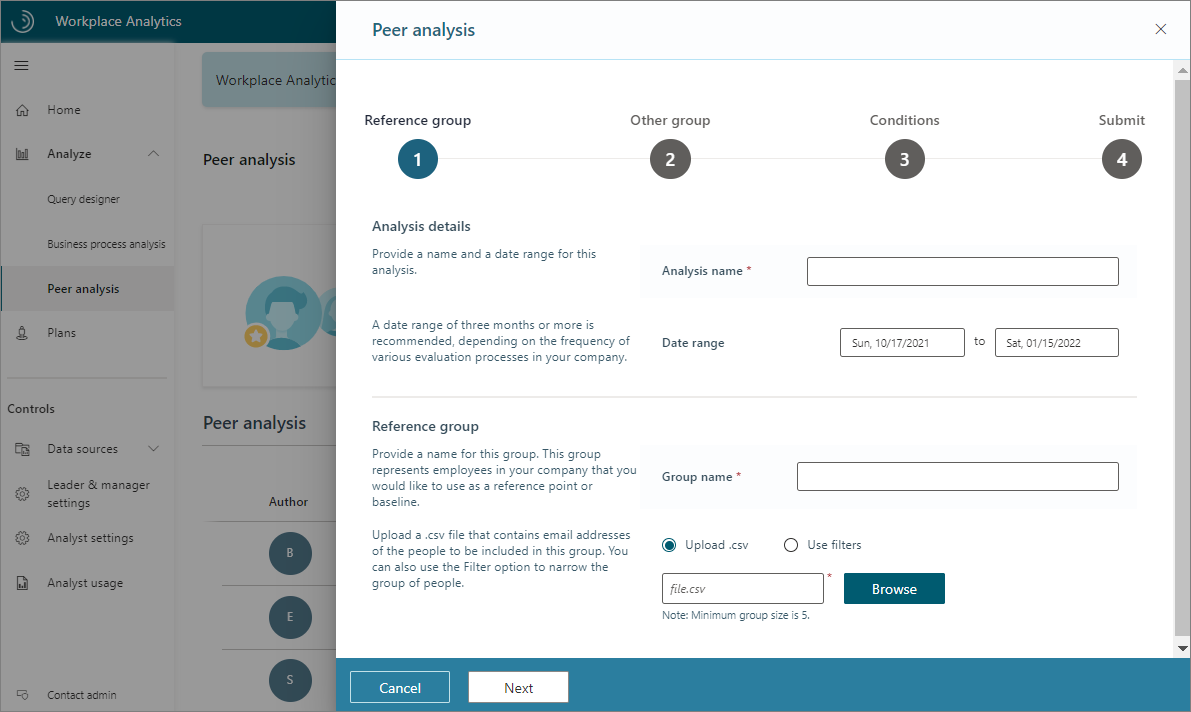 Workplace Analytics
Home
Analyze
Query designer
Business process analysis
Peer analysis
Plans
Controls
Data sources
Leader & manager
settings
Analyst settings
Analyst usage
Contact admin
Workplace Analytic
Peer analysis
Peer analysis
Author
B
E
S
Peer analysis
Reference group
Other group
Conditions
Submit
1
2
3
4
Analysis details
Provide a name and a date range for this
analysis.
Analysis name *
A date range of three months or more is
recommended, depending on the frequency of
various evaluation processes in your company.
Date range
Sun, 10/17/2021
to
Sat, 01/15/2022
Reference group
Provide a name for this group. This group
represents employees in your company that you
would like to use as a reference point or
baseline.
Group name *
Upload a .csv file that contains email addresses
of the people to be included in this group. You
can also use the Filter option to narrow the
group of people.
Upload .csv
Use filters
file.csv
*
Browse
Note: Minimum group size is 5.
Cancel
Next